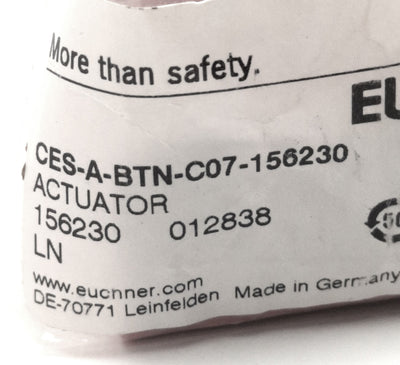 More than safety.
EU
CES-A-BTN-C07-156230
ACTUATOR
156230 012838
50
LN
www.euchner.com
DE-70771 Leinfelden Made in Germany